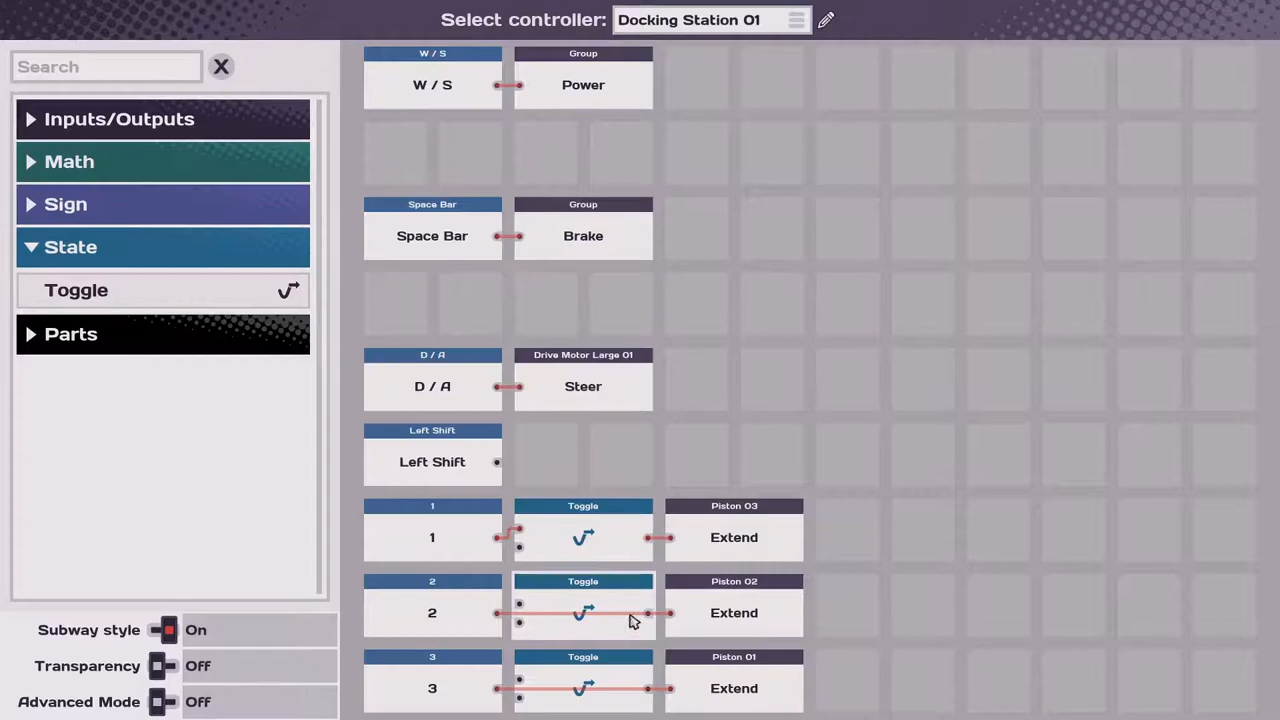 Select controller: Docking Station 01
Search
X
Inputs/Outputs
Math
Sign
State
Toggle
Parts
Subway style On
Transparency Off
Advanced Mode Off
W / S Group
W / S Power
Space Bar Group
Space Bar Brake
D / A Drive Motor Large 01
D / A Steer
Left Shift
Left Shift
1 Toggle Piston 03
1 Extend
2 Toggle Piston 02
2 Extend
3 Toggle Piston 01
3 Extend